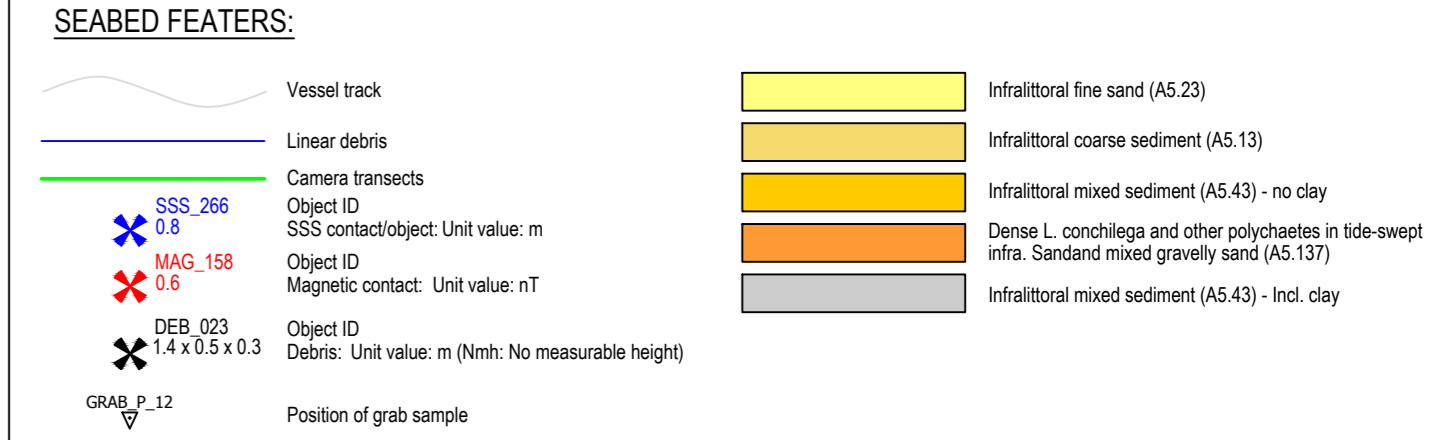 SEABED FEATERS:
Vessel track
Linear debris
Camera transects
SSS_266
0.8
Object ID
SSS contact/object: Unit value: m
MAG_158
0.6
Object ID
Magnetic contact: Unit value: nT
DEB_023
1.4 x 0.5 x 0.3
Object ID
Debris: Unit value: m (Nmh: No measurable height)
GRAB_P_12
Position of grab sample
Infralittoral fine sand (A5.23)
Infralittoral coarse sediment (A5.13)
Infralittoral mixed sediment (A5.43) - no clay
Dense L. conchilega and other polychaetes in tide-swept
infra. Sandand mixed gravelly sand (A5.137)
Infralittoral mixed sediment (A5.43) - Incl. clay